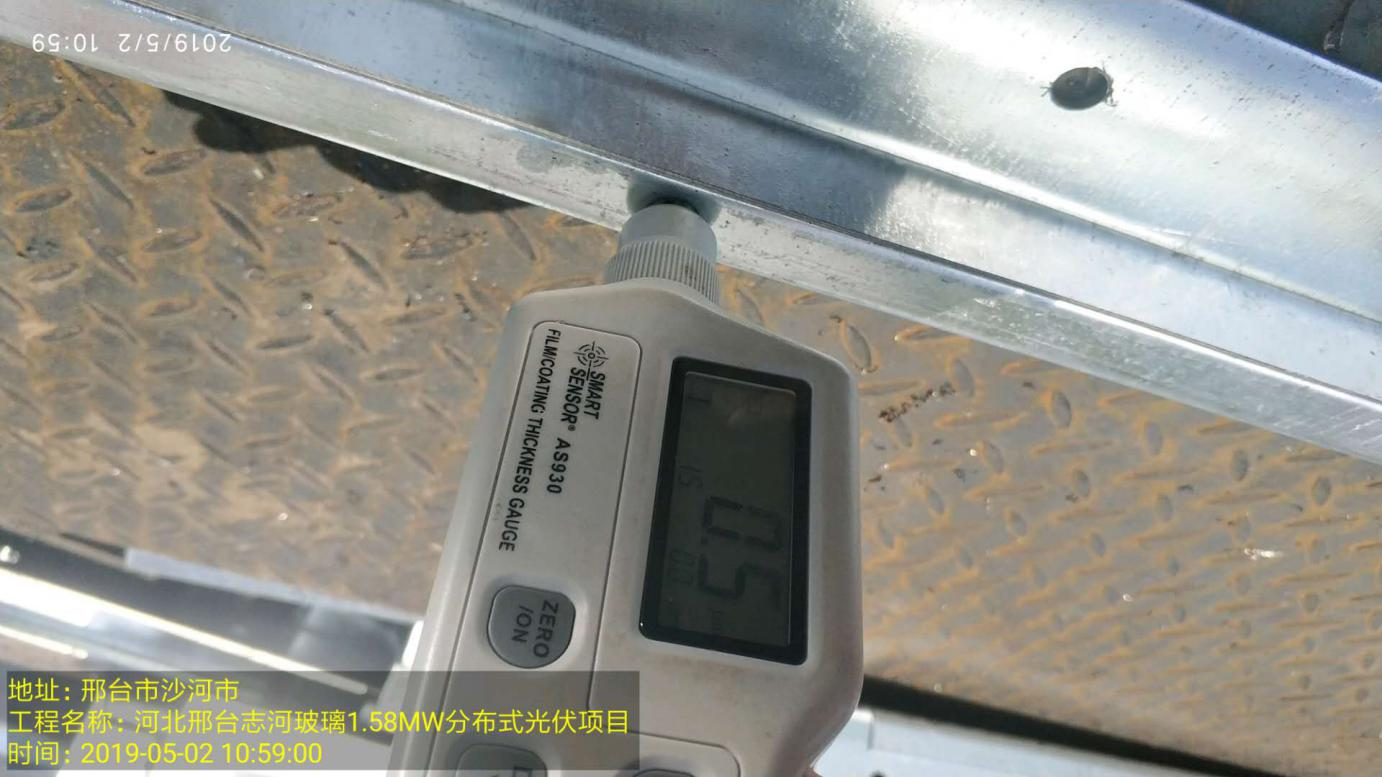 2019/5/2 10:59
SMART
SENSOR® AS930
FILM/COATING THICKNESS GAUGE
0.5
ZERO
/ON
地址: 邢台市沙河市
工程名称: 河北邢台志河玻璃1.58MW分布式光伏项目
时间: 2019-05-02 10:59:00